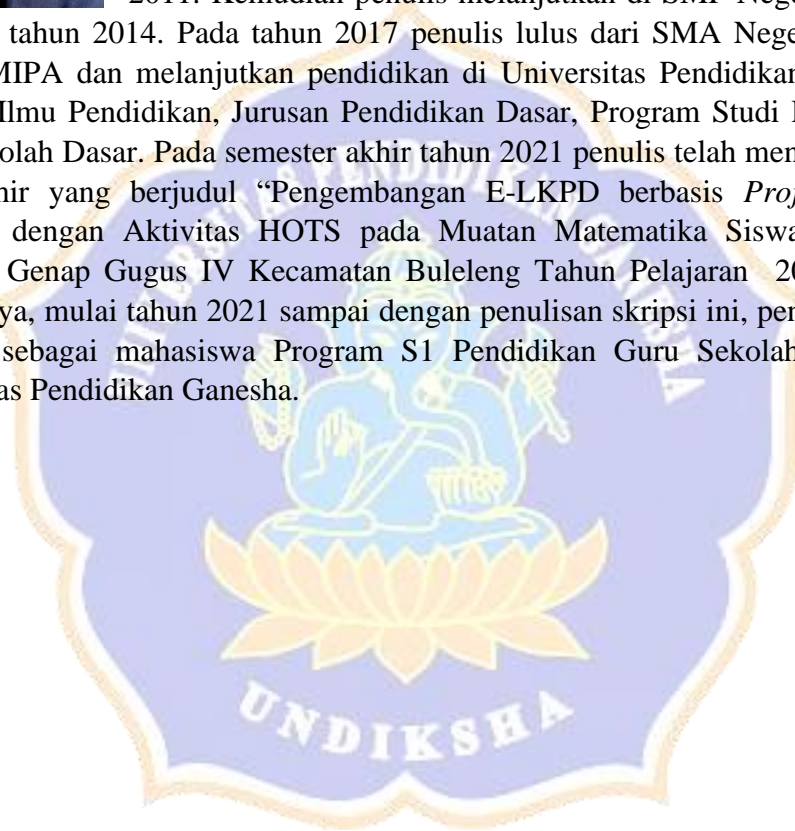 2011. Kemudian penulis melanjutkan di SMP Nege
tahun 2014. Pada tahun 2017 penulis lulus dari SMA Nege
MIPA dan melanjutkan pendidikan di Universitas Pendidikan
Ilmu Pendidikan, Jurusan Pendidikan Dasar, Program Studi
olah Dasar. Pada semester akhir tahun 2021 penulis telah men
hir yang berjudul “Pengembangan E-LKPD berbasis Proj
dengan Aktivitas HOTS pada Muatan Matematika Siswa
Genap Gugus IV Kecamatan Buleleng Tahun Pelajaran 20
ya, mulai tahun 2021 sampai dengan penulisan skripsi ini, pen
sebagai mahasiswa Program S1 Pendidikan Guru Sekolah
as Pendidikan Ganesha.
UNIVERSITAS PENDIDIKAN GANESHA
UNDIKSHA